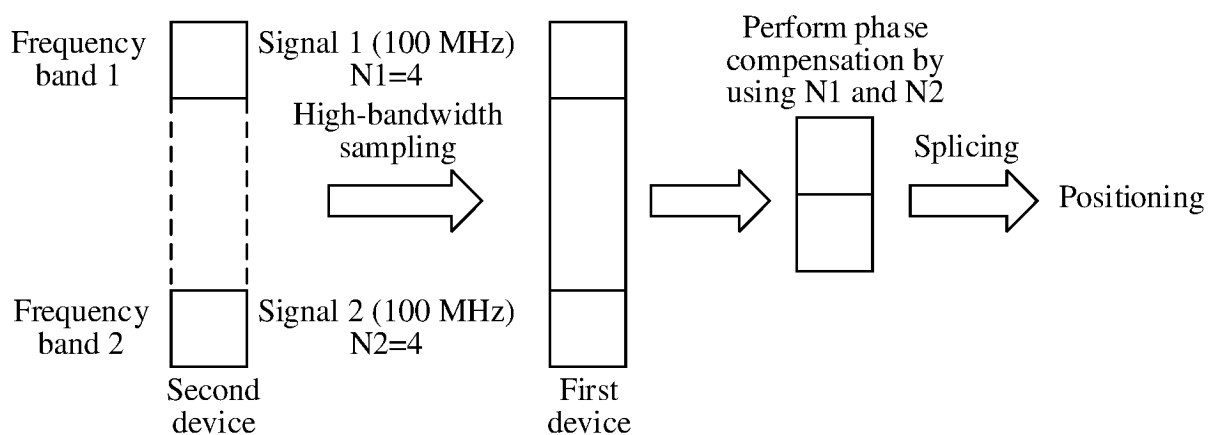 Frequency
band 1
Signal 1 (100 MHz)
N1=4
High-bandwidth
sampling
Frequency
band 2
Signal 2 (100 MHz)
N2=4
Second
device
First
device
Perform phase
compensation by
using N1 and N2
Splicing
Positioning